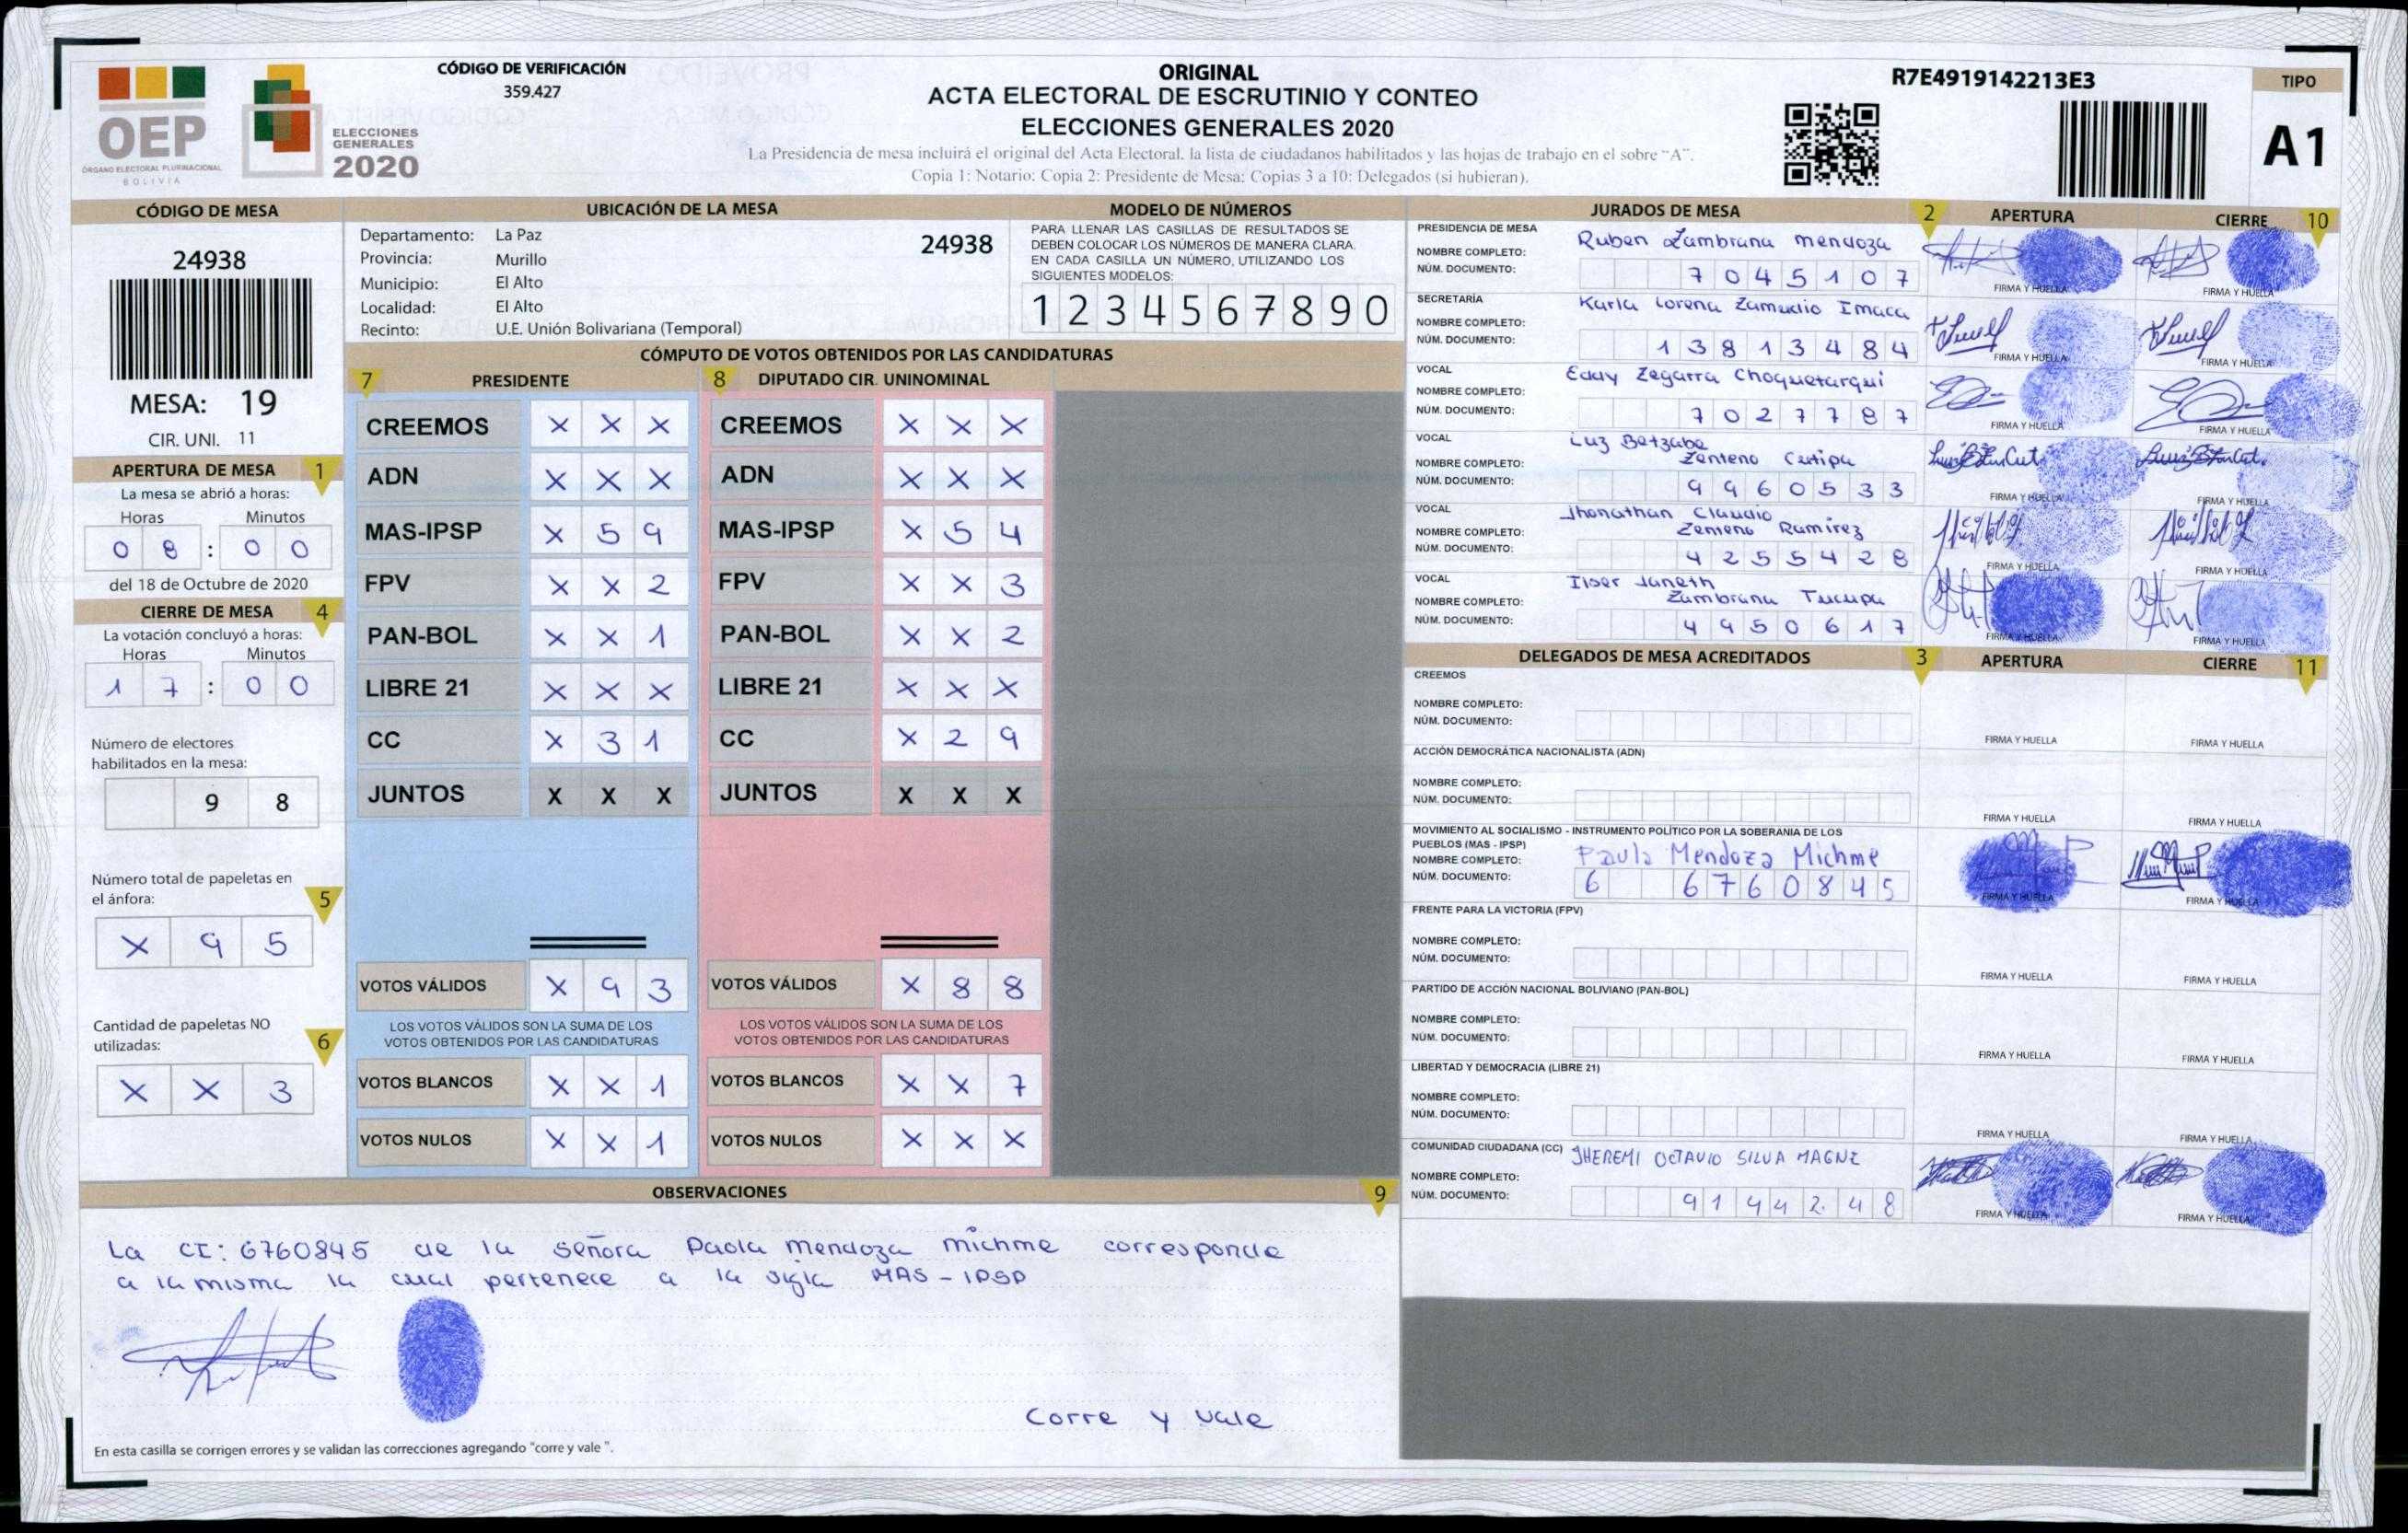 OEP
ÓRGANO ELECTORAL PLURINACIONAL
BOLIVIA
ELECCIONES
GENERALES
2020
CÓDIGO DE VERIFICACIÓN
359.427
ORIGINAL
ACTA ELECTORAL DE ESCRUTINIO Y CONTEO
ELECCIONES GENERALES 2020
La Presidencia de mesa incluirá el original del Acta Electoral, la lista de ciudadanos habilitados y las hojas de trabajo en el sobre "A".
Copia 1: Notario; Copia 2: Presidente de Mesa; Copias 3 a 10: Delegados (si hubieran).
R7E4919142213E3
TIPO
A1
CÓDIGO DE MESA
24938
MESA: 19
CIR. UNI. 11
APERTURA DE MESA 1
La mesa se abrió a horas:
Horas Minutos
0 8 : 0 0
del 18 de Octubre de 2020
CIERRE DE MESA 4
La votación concluyó a horas:
Horas Minutos
1 7 : 0 0
Número de electores
habilitados en la mesa:
9 8
Número total de papeletas en
el ánfora: 5
X 9 5
Cantidad de papeletas NO
utilizadas: 6
X X 3
UBICACIÓN DE LA MESA
Departamento: La Paz 24938
Provincia: Murillo
Municipio: El Alto
Localidad: El Alto
Recinto: U.E. Unión Bolivariana (Temporal)
MODELO DE NÚMEROS
PARA LLENAR LAS CASILLAS DE RESULTADOS SE
DEBEN COLOCAR LOS NÚMEROS DE MANERA CLARA.
EN CADA CASILLA UN NÚMERO, UTILIZANDO LOS
SIGUIENTES MODELOS:
1 2 3 4 5 6 7 8 9 0
CÓMPUTO DE VOTOS OBTENIDOS POR LAS CANDIDATURAS
7 PRESIDENTE
CREEMOS X X X
ADN X X X
MAS-IPSP X 5 9
FPV X X 2
PAN-BOL X X 1
LIBRE 21 X X X
CC X 3 1
JUNTOS X X X
VOTOS VÁLIDOS X 9 3
LOS VOTOS VÁLIDOS SON LA SUMA DE LOS
VOTOS OBTENIDOS POR LAS CANDIDATURAS
VOTOS BLANCOS X X 1
VOTOS NULOS X X 1
8 DIPUTADO CIR. UNINOMINAL
CREEMOS X X X
ADN X X X
MAS-IPSP X 5 4
FPV X X 3
PAN-BOL X X 2
LIBRE 21 X X X
CC X 2 9
JUNTOS X X X
VOTOS VÁLIDOS X 8 8
LOS VOTOS VÁLIDOS SON LA SUMA DE LOS
VOTOS OBTENIDOS POR LAS CANDIDATURAS
VOTOS BLANCOS X X 7
VOTOS NULOS X X X
OBSERVACIONES 9
La CI: 6760845 de la señora Paola mendoza michme corresponde
a la misma la cual pertenece a la sigla MAS-IPSP
Corre y vale
En esta casilla se corrigen errores y se validan las correcciones agregando "corre y vale ".
JURADOS DE MESA 2 APERTURA CIERRE 10
PRESIDENCIA DE MESA
NOMBRE COMPLETO: Ruben Zambrana mendoza
NÚM. DOCUMENTO: 7 0 4 5 1 0 7
FIRMA Y HUELLA FIRMA Y HUELLA
SECRETARÍA
NOMBRE COMPLETO: Karla Lorena Zamudio Imaca
NÚM. DOCUMENTO: 1 3 8 1 3 4 8 4
FIRMA Y HUELLA FIRMA Y HUELLA
VOCAL
NOMBRE COMPLETO: Eddy Zegarra Choquetarqui
NÚM. DOCUMENTO: 7 0 2 7 7 8 7
FIRMA Y HUELLA FIRMA Y HUELLA
VOCAL
NOMBRE COMPLETO: Luz Betzabe
Zenteno Cutipa
NÚM. DOCUMENTO: 9 9 6 0 5 3 3
FIRMA Y HUELLA FIRMA Y HUELLA
VOCAL
NOMBRE COMPLETO: Jhonathan Claudio
Zenteno Ramirez
NÚM. DOCUMENTO: 4 2 5 5 4 2 8
FIRMA Y HUELLA FIRMA Y HUELLA
VOCAL
NOMBRE COMPLETO: Janeth
Zambrana Tucupa
NÚM. DOCUMENTO: 4 9 5 0 6 1 7
FIRMA Y HUELLA FIRMA Y HUELLA
DELEGADOS DE MESA ACREDITADOS 3 APERTURA CIERRE 11
CREEMOS
NOMBRE COMPLETO:
NÚM. DOCUMENTO:
FIRMA Y HUELLA FIRMA Y HUELLA
ACCIÓN DEMOCRÁTICA NACIONALISTA (ADN)
NOMBRE COMPLETO:
NÚM. DOCUMENTO:
FIRMA Y HUELLA FIRMA Y HUELLA
MOVIMIENTO AL SOCIALISMO - INSTRUMENTO POLÍTICO POR LA SOBERANIA DE LOS
PUEBLOS (MAS - IPSP)
NOMBRE COMPLETO: Paula Mendoza Michme
NÚM. DOCUMENTO: 6 6 7 6 0 8 4 5
FIRMA Y HUELLA FIRMA Y HUELLA
FRENTE PARA LA VICTORIA (FPV)
NOMBRE COMPLETO:
NÚM. DOCUMENTO:
FIRMA Y HUELLA FIRMA Y HUELLA
PARTIDO DE ACCIÓN NACIONAL BOLIVIANO (PAN-BOL)
NOMBRE COMPLETO:
NÚM. DOCUMENTO:
FIRMA Y HUELLA FIRMA Y HUELLA
LIBERTAD Y DEMOCRACIA (LIBRE 21)
NOMBRE COMPLETO:
NÚM. DOCUMENTO:
FIRMA Y HUELLA FIRMA Y HUELLA
COMUNIDAD CIUDADANA (CC)
NOMBRE COMPLETO: JHEREMI OCTAVIO SILVA MAGNE
NÚM. DOCUMENTO: 9 1 4 4 2 4 8
FIRMA Y HUELLA FIRMA Y HUELLA